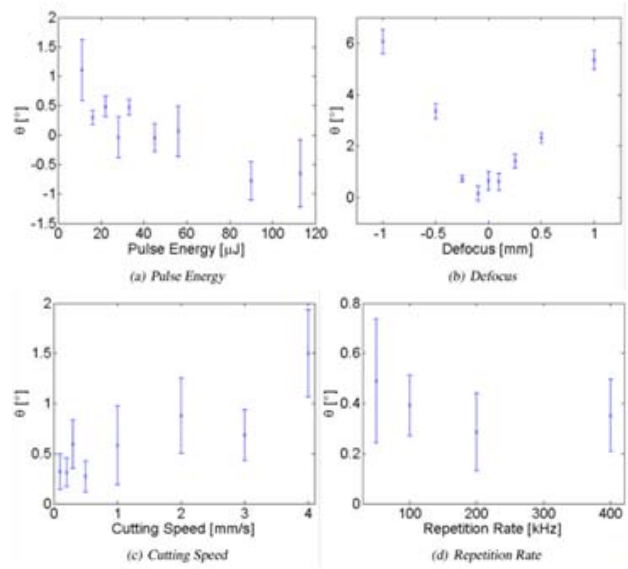 2
1.5
1
0.5
0
-0.5
-1
-1.5
θ [°]
0 20 40 60 80 100 120
Pulse Energy [µJ]
(a) Pulse Energy
6
4
2
0
θ [°]
-1 -0.5 0 0.5 1
Defocus [mm]
(b) Defocus
2
1.5
1
0.5
0
θ [°]
0 1 2 3 4
Cutting Speed [mm/s]
(c) Cutting Speed
0.8
0.6
0.4
0.2
0
θ [°]
100 200 300 400
Repetition Rate [kHz]
(d) Repetition Rate